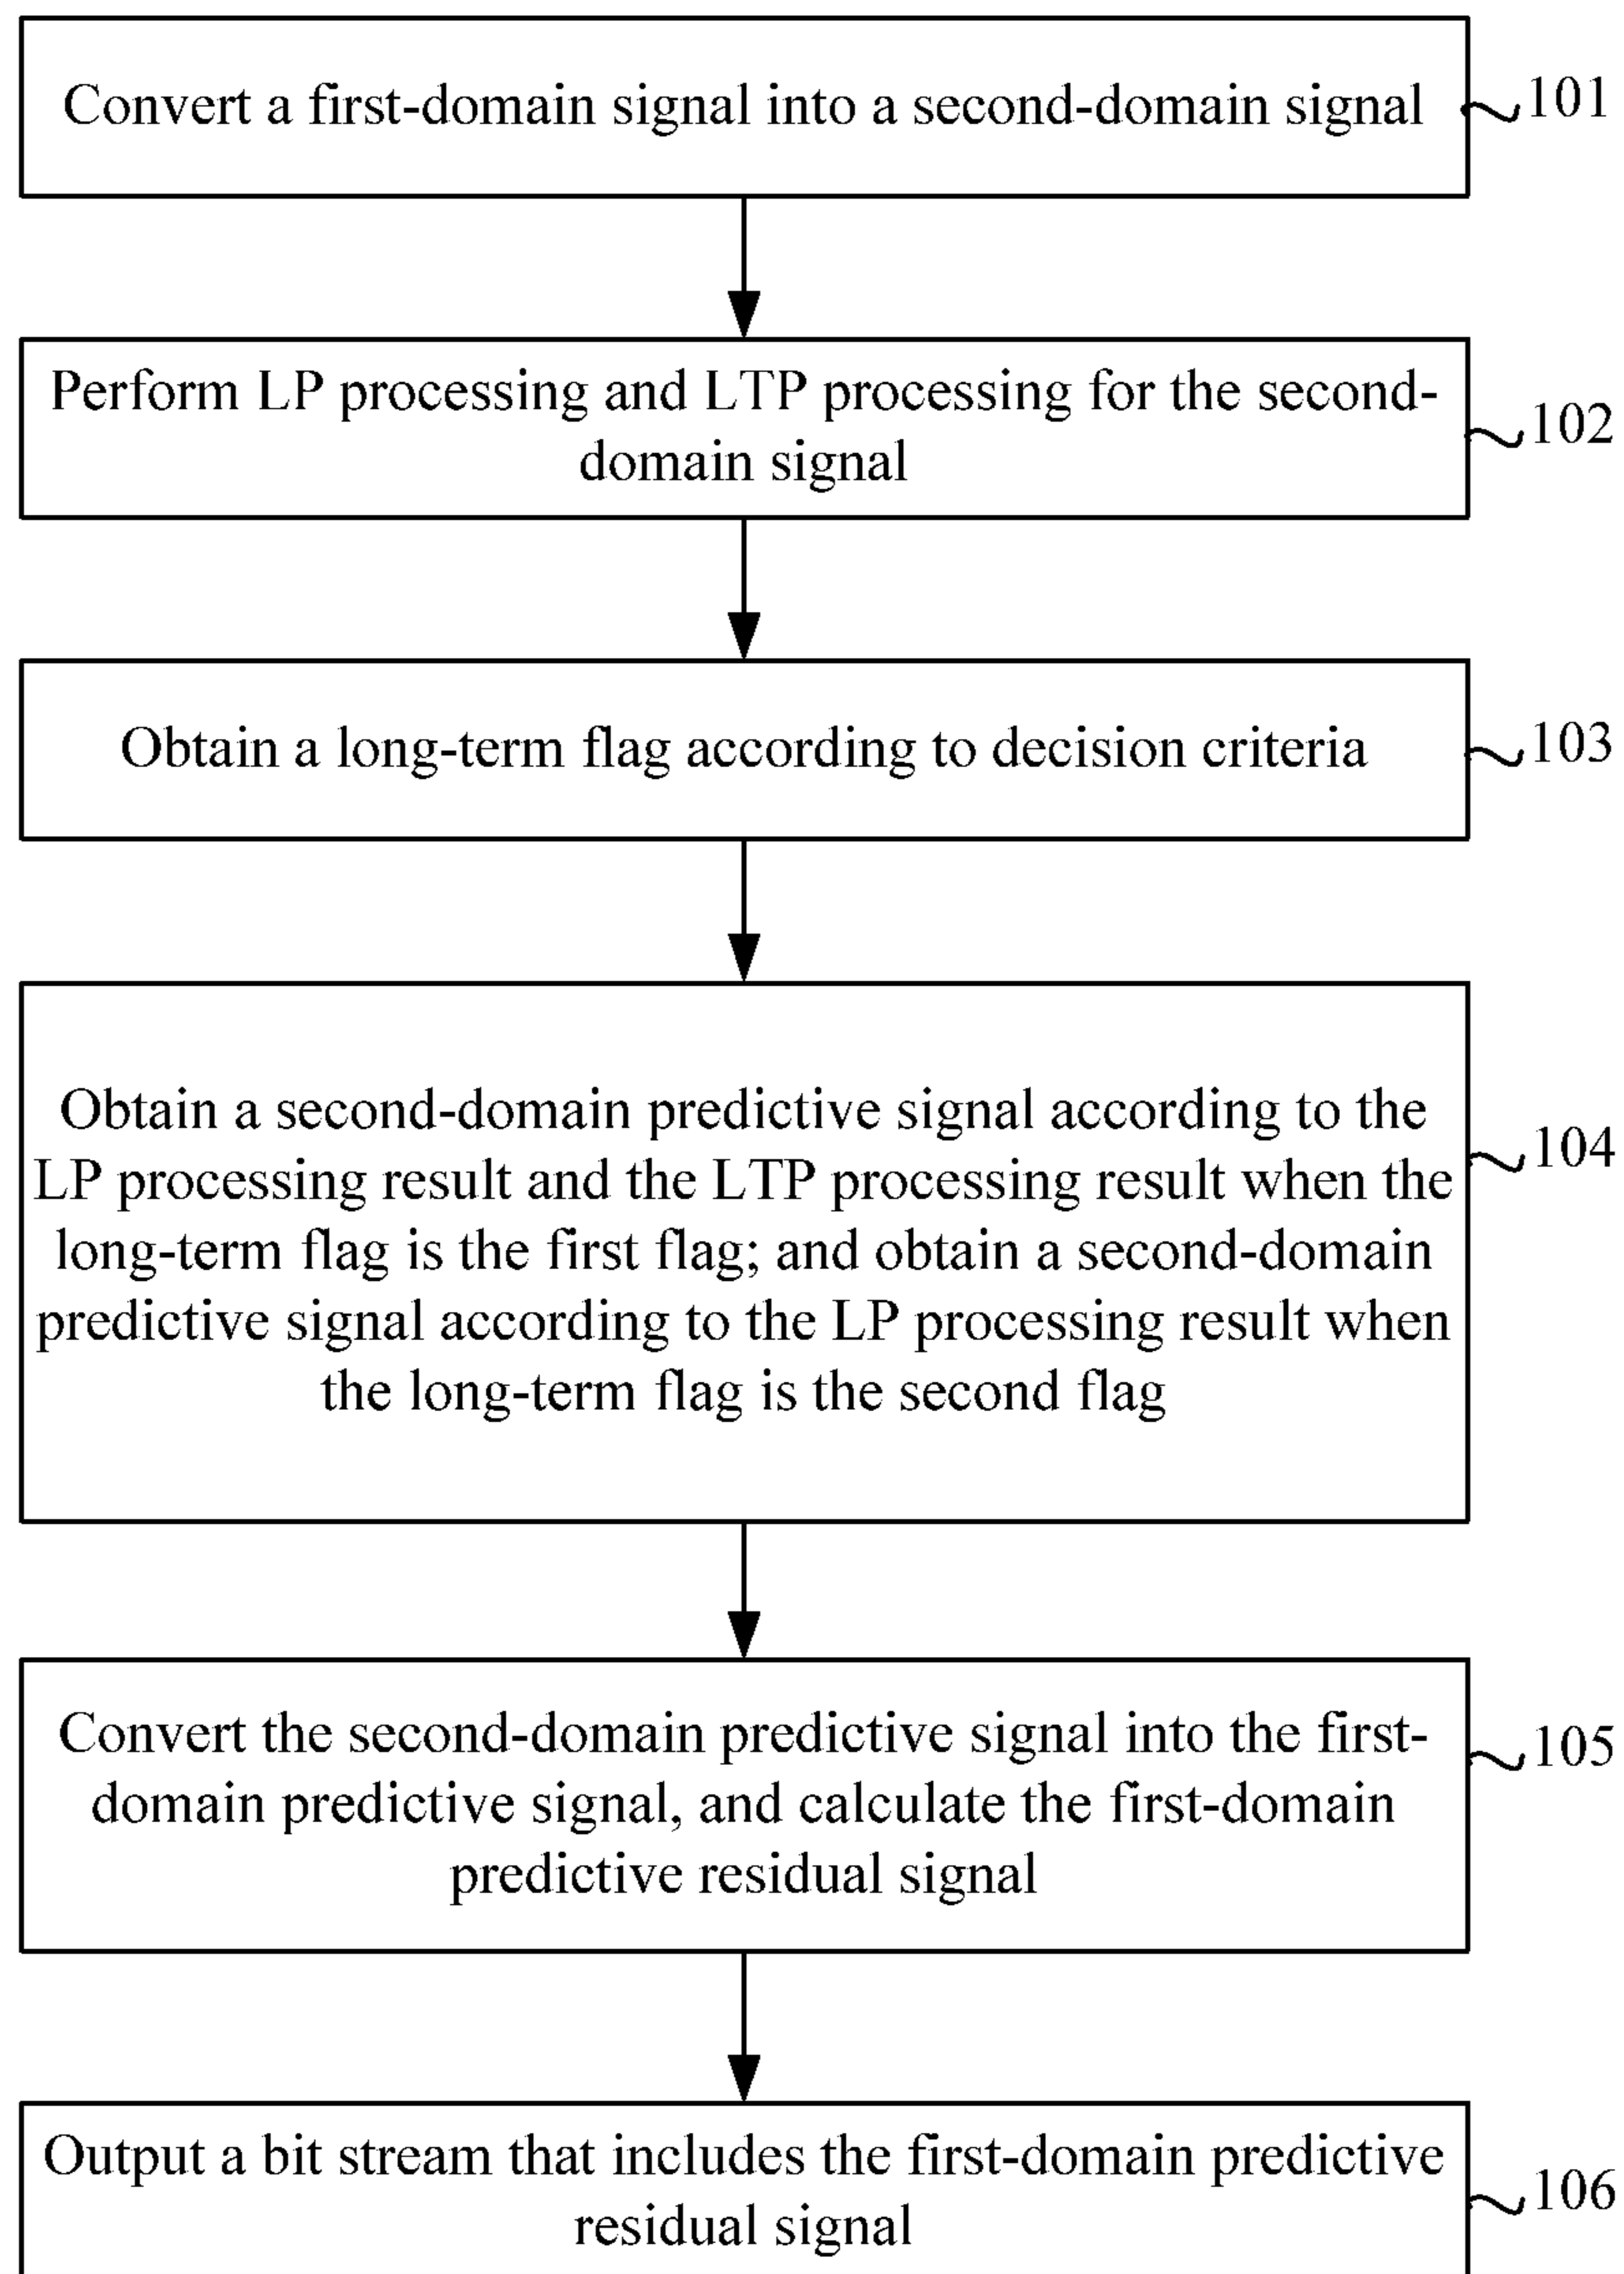 Convert a first-domain signal into a second-domain signal
101
Perform LP processing and LTP processing for the second-
domain signal
102
Obtain a long-term flag according to decision criteria
103
Obtain a second-domain predictive signal according to the
LP processing result and the LTP processing result when the
long-term flag is the first flag; and obtain a second-domain
predictive signal according to the LP processing result when
the long-term flag is the second flag
104
Convert the second-domain predictive signal into the first-
domain predictive signal, and calculate the first-domain
predictive residual signal
105
Output a bit stream that includes the first-domain predictive
residual signal
106